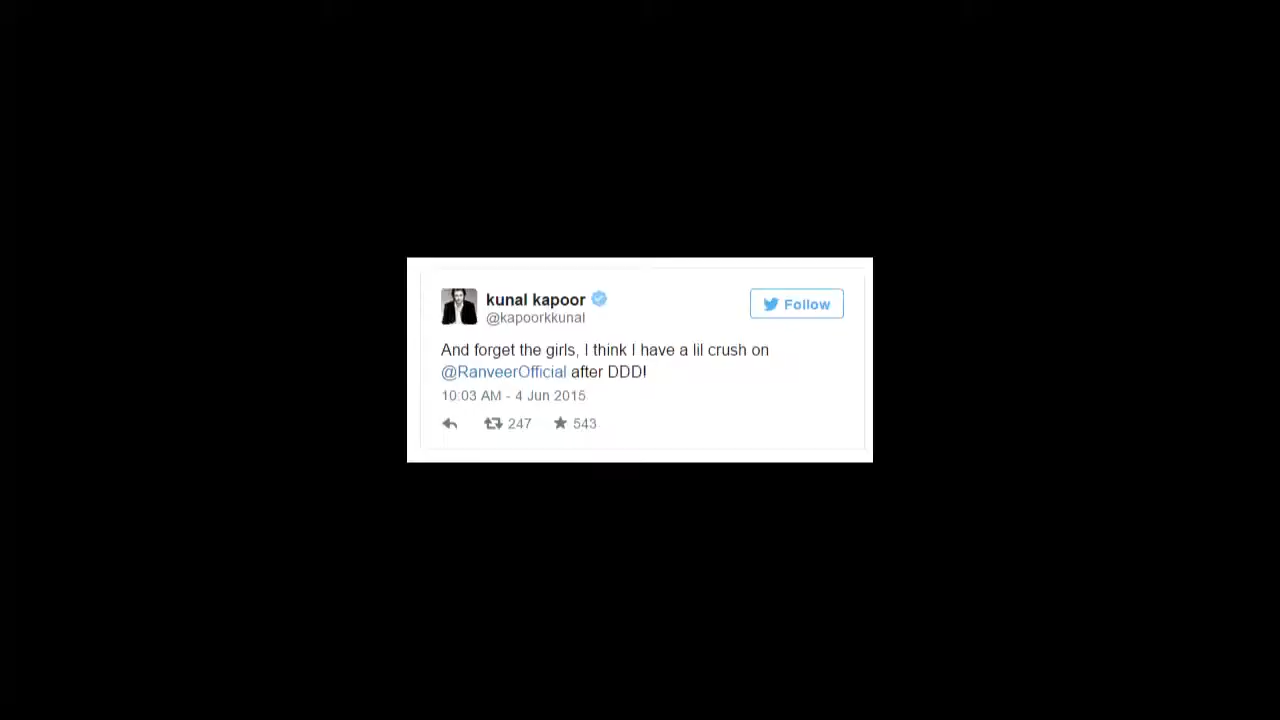 kunal kapoor
@kapoorkkunal
Follow
And forget the girls, I think I have a lil crush on
@RanveerOfficial after DDD!
10:03 AM - 4 Jun 2015
247 543